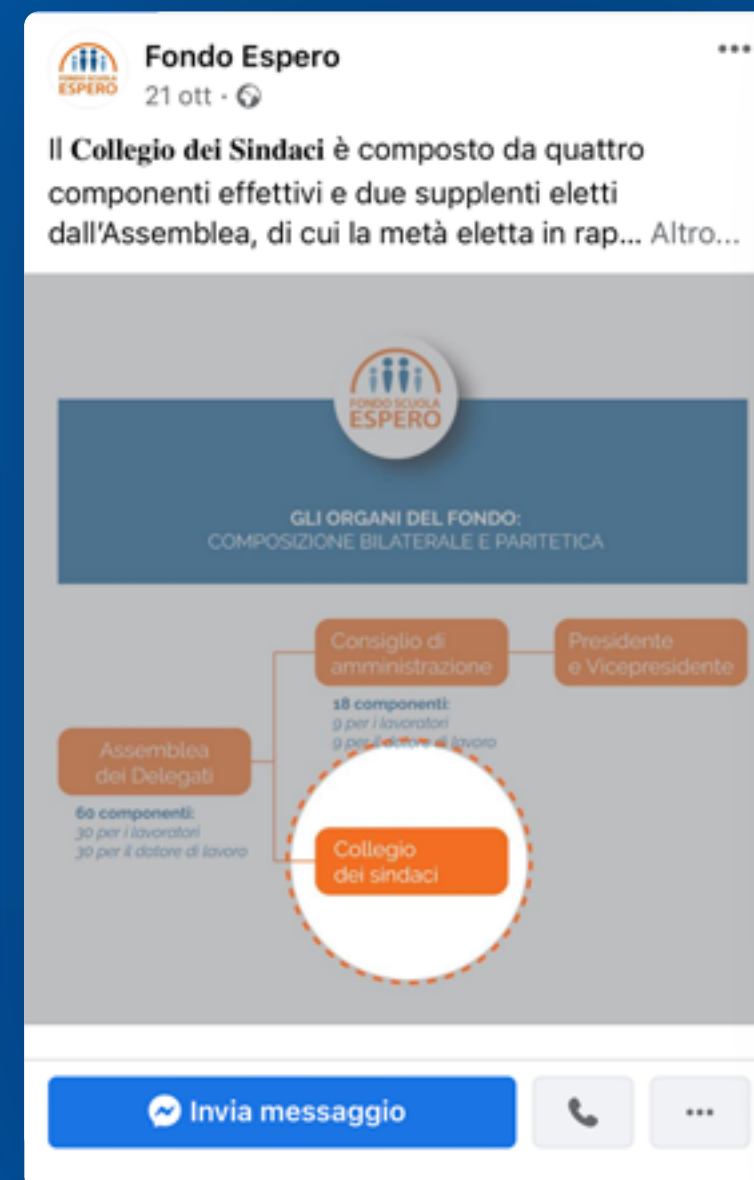 FONDO SCUOLA
ESPERO
Fondo Espero
21 ott ·
Il Collegio dei Sindaci è composto da quattro
componenti effettivi e due supplenti eletti
dall'Assemblea, di cui la metà eletta in rap... Altro...
FONDO SCUOLA
ESPERO
GLI ORGANI DEL FONDO:
COMPOSIZIONE BILATERALE E PARITETICA
Consiglio di
amministrazione
Presidente
e Vicepresidente
18 componenti:
9 per i lavoratori
9 per il datore di lavoro
Assemblea
dei Delegati
60 componenti:
30 per i lavoratori
30 per il datore di lavoro
Collegio
dei sindaci
Invia messaggio